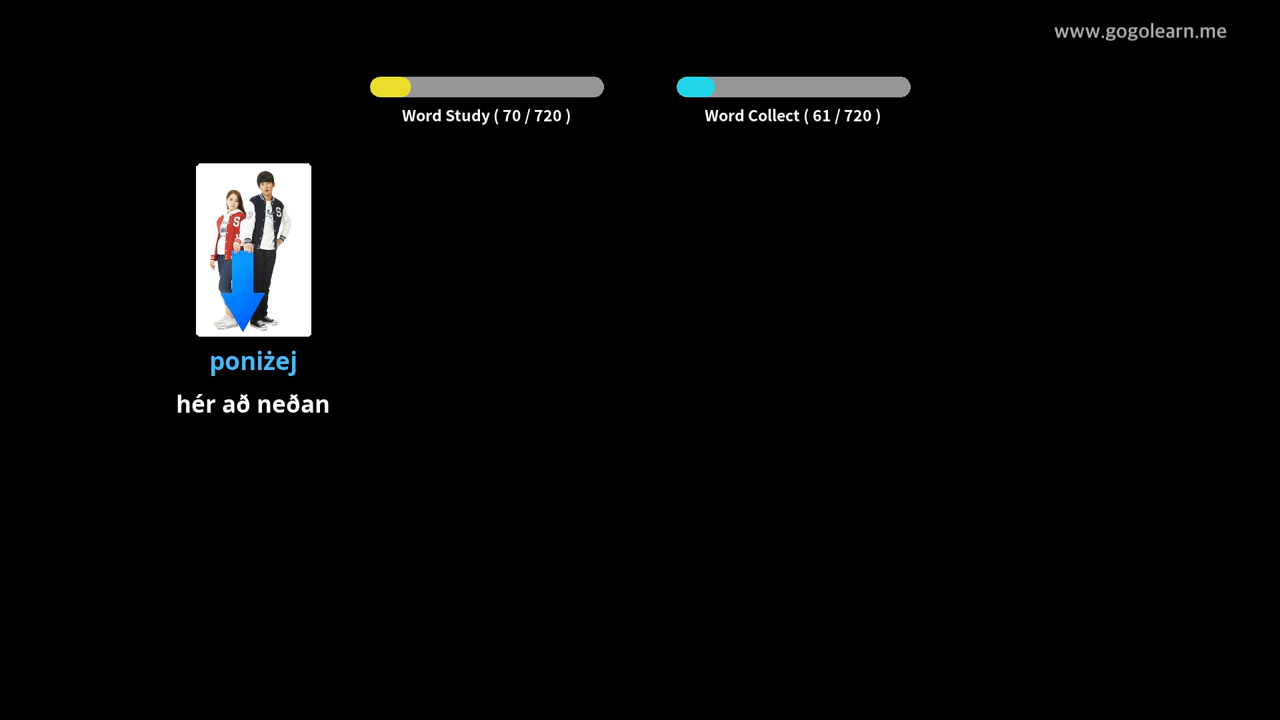 www.gogolearn.me
Word Study ( 70 / 720 )
Word Collect ( 61 / 720 )
S
S
poniżej
hér að neðan